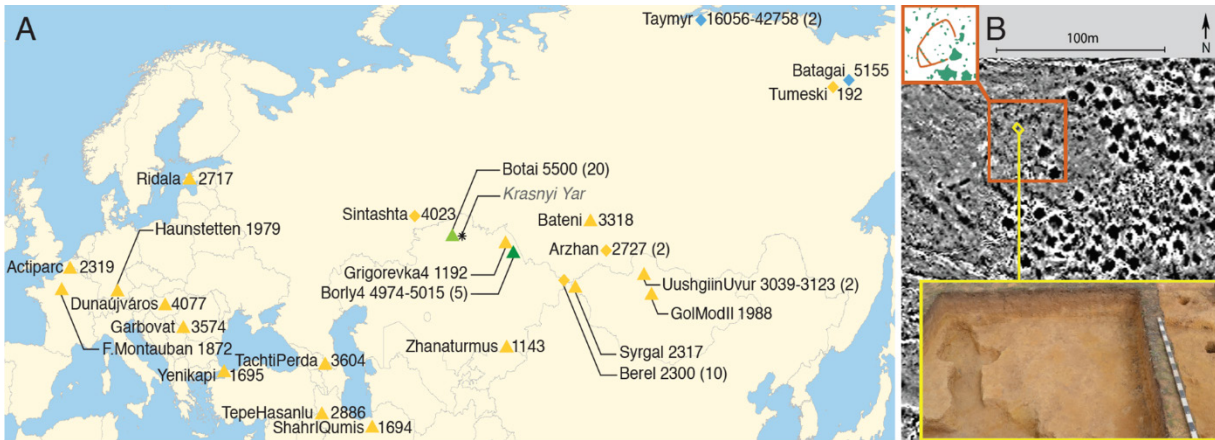 A
Taymyr 16056-42758 (2)
Batagai 5155
Tumeski 192
Botai 5500 (20)
Ridala 2717
Krasnyi Yar
Sintashta 4023
Bateni 3318
Haunstetten 1979
Arzhan 2727 (2)
Actiparc 2319
Grigorevka4 1192
Borly4 4974-5015 (5)
UushgiinUvur 3039-3123 (2)
Dunaújváros 4077
GolModII 1988
Garbovat 3574
Zhanaturmus 1143
F.Montauban 1872
TachtiPerda 3604
Syrgal 2317
Yenikapi 1695
Berel 2300 (10)
TepeHasanlu 2886
ShahrIQumis 1694
B
100m
N